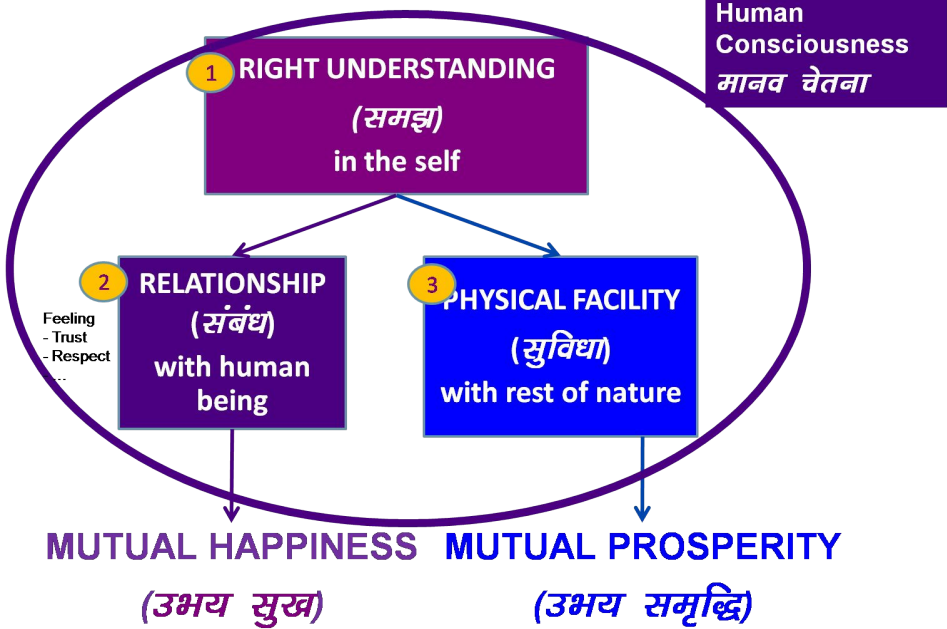 Human
Consciousness
मानव चेतना
1
RIGHT UNDERSTANDING
(समझ)
in the self
2
RELATIONSHIP
(संबंध)
with human
being
Feeling
- Trust
- Respect
...
3
PHYSICAL FACILITY
(सुविधा)
with rest of nature
MUTUAL HAPPINESS
(उभय सुख)
MUTUAL PROSPERITY
(उभय समृद्धि)